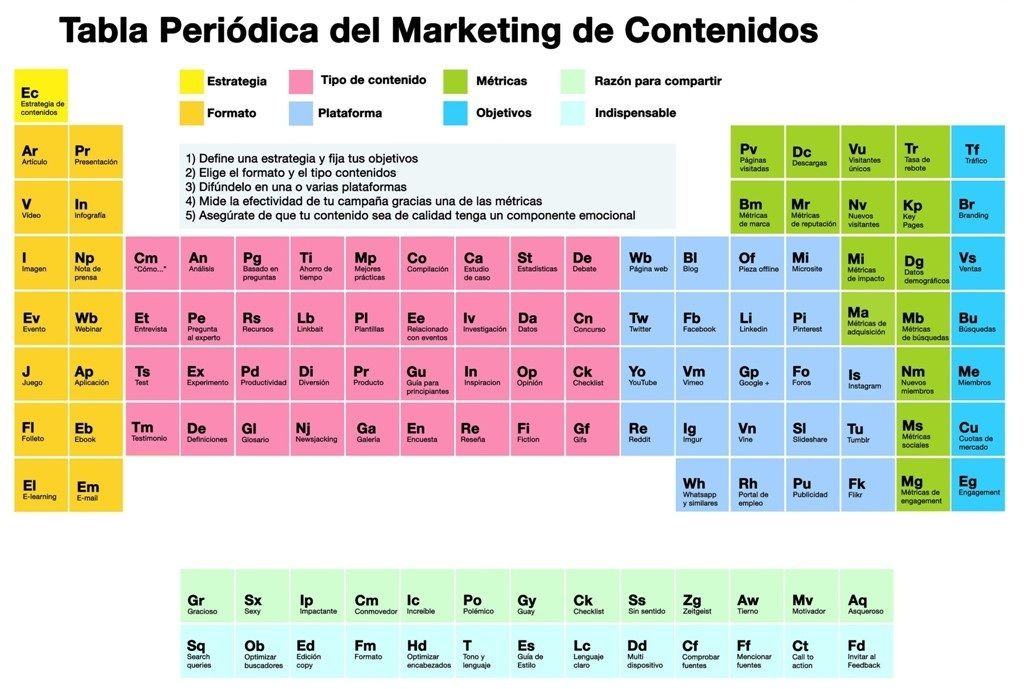 Tabla Periódica del Marketing de Contenidos
Estrategia
Tipo de contenido
Métricas
Razón para compartir
Formato
Plataforma
Objetivos
Indispensable
1) Define una estrategia y fija tus objetivos
2) Elige el formato y el tipo contenidos
3) Difúndelo en una o varias plataformas
4) Mide la efectividad de tu campaña gracias una de las métricas
5) Asegúrate de que tu contenido sea de calidad tenga un componente emocional
Ec
Estrategia de
contenidos
Ar
Artículo
Pr
Presentación
Pv
Páginas
visitadas
Dc
Descargas
Vu
Visitantes
únicos
Tr
Tasa de
rebote
Tf
Tráfico
V
Vídeo
In
Infografía
Bm
Métricas
de marca
Mr
Métricas
de reputación
Nv
Nuevos
visitantes
Kp
Key
Pages
Br
Branding
I
Imagen
Np
Nota de
prensa
Cm
"Cómo..."
An
Análisis
Pg
Basado en
preguntas
Ti
Ahorro de
tiempo
Mp
Mejores
prácticas
Co
Compilación
Ca
Estudio
de caso
St
Estadísticas
De
Debate
Wb
Página web
Bl
Blog
Of
Pieza offline
Mi
Microsite
Mi
Métricas
de impacto
Dg
Datos
demográficos
Vs
Ventas
Ev
Evento
Wb
Webinar
Et
Entrevista
Pe
Pregunta
al experto
Rs
Recursos
Lb
Linkbait
Pl
Plantillas
Ee
Relacionado
con eventos
Iv
Investigación
Da
Datos
Cn
Concurso
Tw
Twitter
Fb
Facebook
Li
Linkedin
Pi
Pinterest
Ma
Métricas de
adquisición
Mb
Métricas
de búsquedas
Bu
Búsquedas
J
Juego
Ap
Aplicación
Ts
Test
Ex
Experimento
Pd
Productividad
Di
Diversión
Pr
Producto
Gu
Guía para
principiantes
In
Inspiracion
Op
Opinión
Ck
Checklist
Yo
YouTube
Vm
Vimeo
Gp
Google +
Fo
Foros
Is
Instagram
Nm
Nuevos
miembros
Me
Miembros
Fl
Folleto
Eb
Ebook
Tm
Testimonio
De
Definiciones
Gl
Glosario
Nj
Newsjacking
Ga
Galería
En
Encuesta
Re
Reseña
Fi
Fiction
Gf
Gifs
Re
Reddit
Ig
Imgur
Vn
Vine
Sl
Slideshare
Tu
Tumblr
Ms
Métricas
sociales
Cu
Cuotas de
mercado
El
E-learning
Em
E-mail
Wh
Whatsapp
y similares
Rh
Portal de
empleo
Pu
Publicidad
Fk
Flikr
Mg
Métricas de
engagement
Eg
Engagement
Gr
Gracioso
Sx
Sexy
Ip
Impactante
Cm
Conmovedor
Ic
Increíble
Po
Polémico
Gy
Guay
Ck
Checklist
Ss
Sin sentido
Zg
Zeitgeist
Aw
Tierno
Mv
Motivador
Aq
Asqueroso
Sq
Search
queries
Ob
Optimizar
buscadores
Ed
Edición
copy
Fm
Formato
Hd
Optimizar
encabezados
T
Tono y
lenguaje
Es
Guía de
Estilo
Lc
Lenguaje
claro
Dd
Multi
dispositivo
Cf
Comprobar
fuentes
Ff
Mencionar
fuentes
Ct
Call to
action
Fd
Invitar al
Feedback